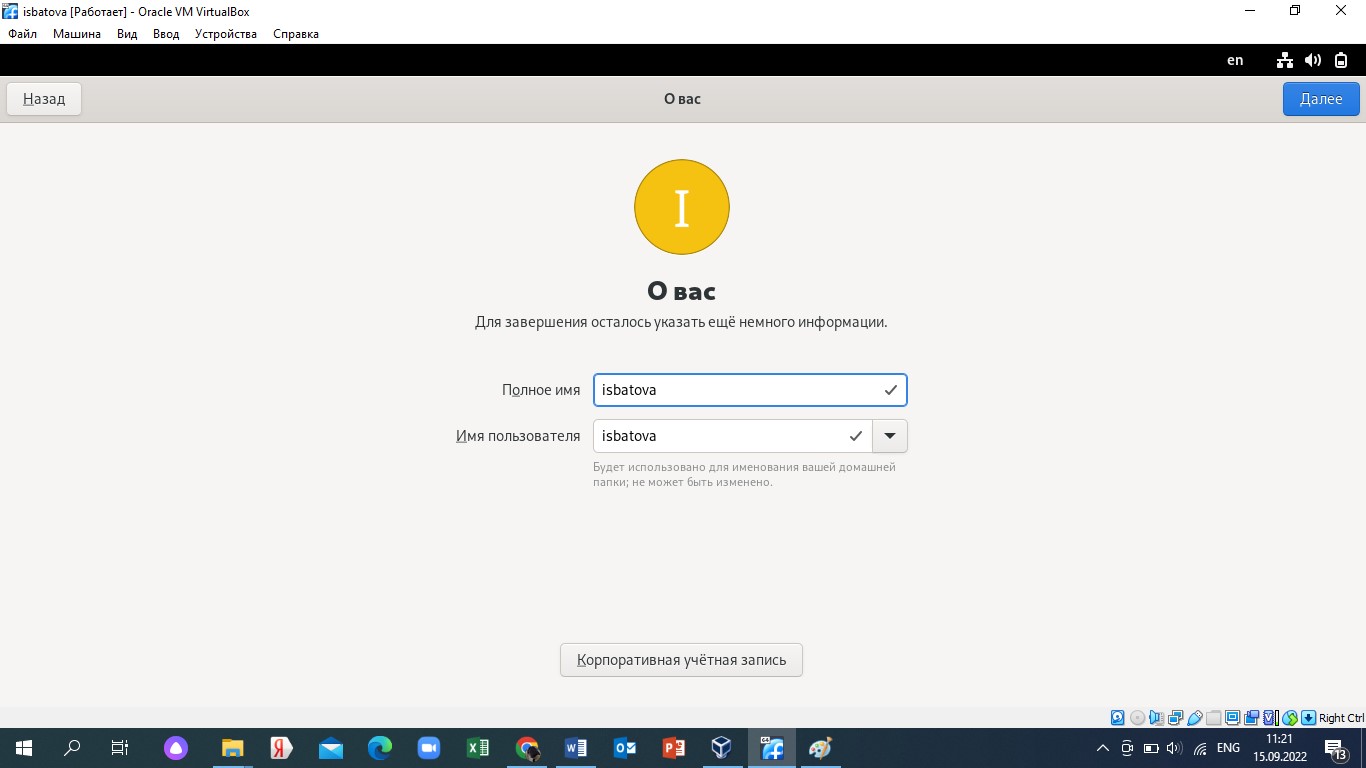 isbatova [Работает] - Oracle VM VirtualBox
Файл Машина Вид Ввод Устройства Справка
en
Назад О вас Далее
I
О вас
Для завершения осталось указать ещё немного информации.
Полное имя isbatova
Имя пользователя isbatova
Будет использовано для именования вашей домашней
папки; не может быть изменено.
Корпоративная учётная запись
Right Ctrl
ENG 11:21
15.09.2022 13